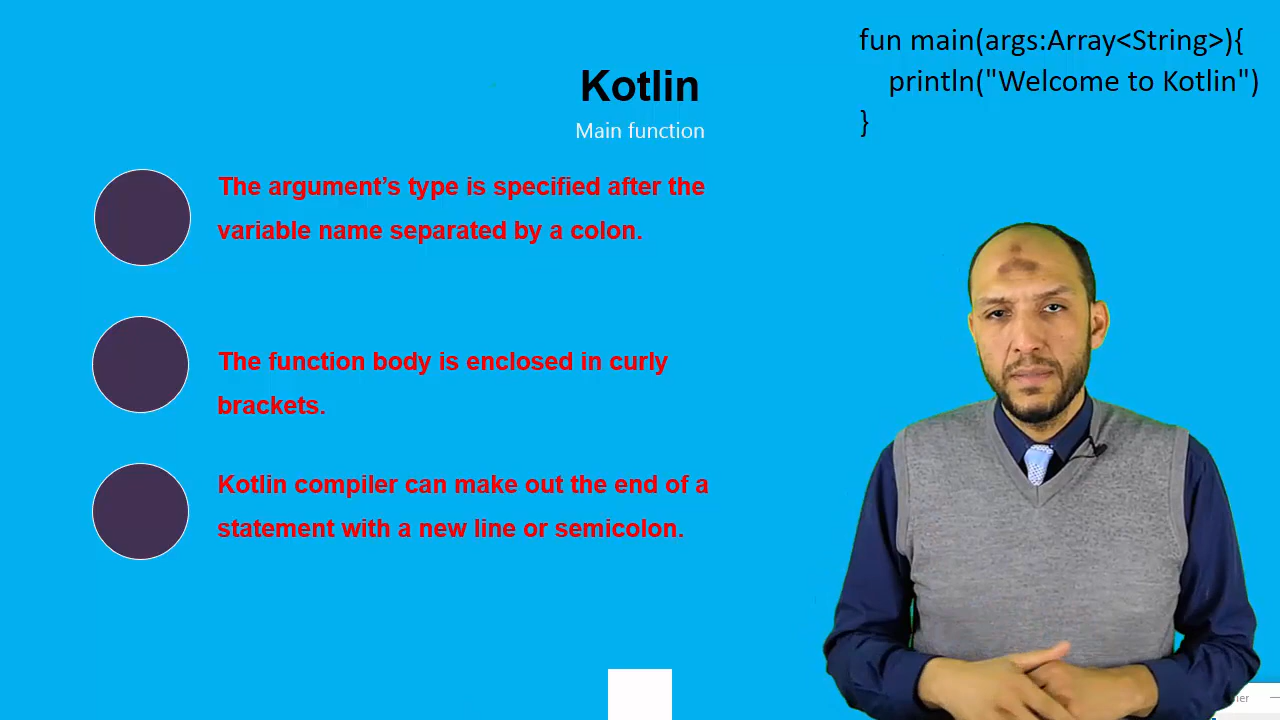 fun main(args:Array<String>){
println("Welcome to Kotlin")
}
Kotlin
Main function
The argument’s type is specified after the
variable name separated by a colon.
The function body is enclosed in curly
brackets.
Kotlin compiler can make out the end of a
statement with a new line or semicolon.